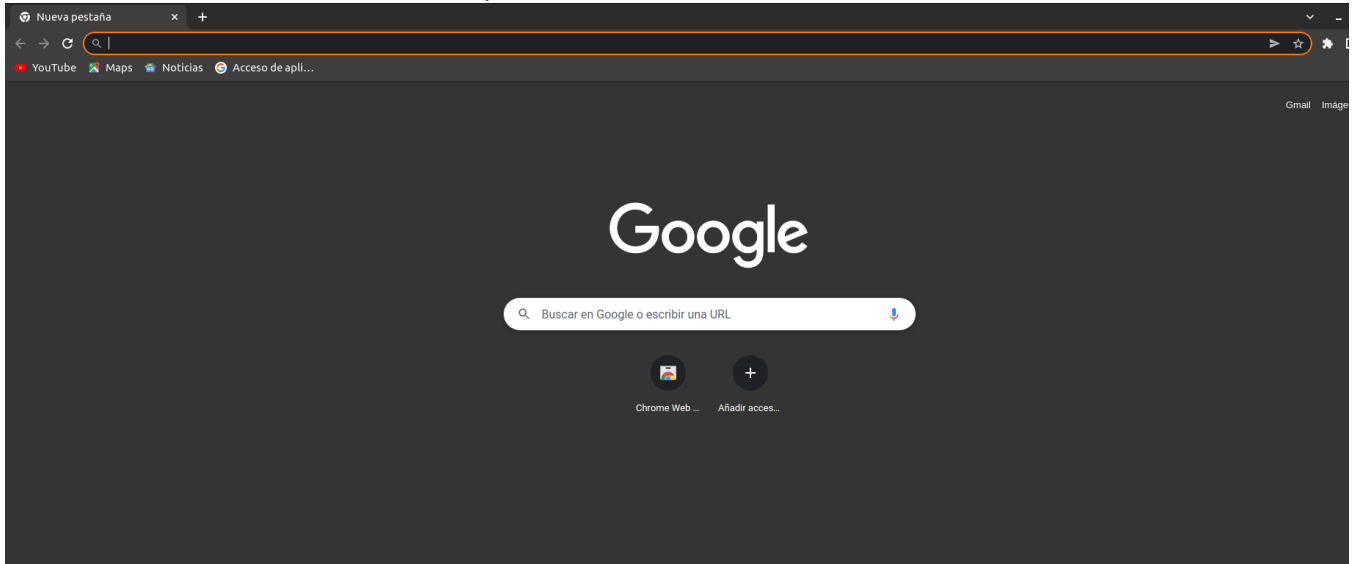 Nueva pestaña
YouTube Maps Noticias Acceso de apli...
Gmail Imáge
Google
Buscar en Google o escribir una URL
Chrome Web ... Añadir acces...